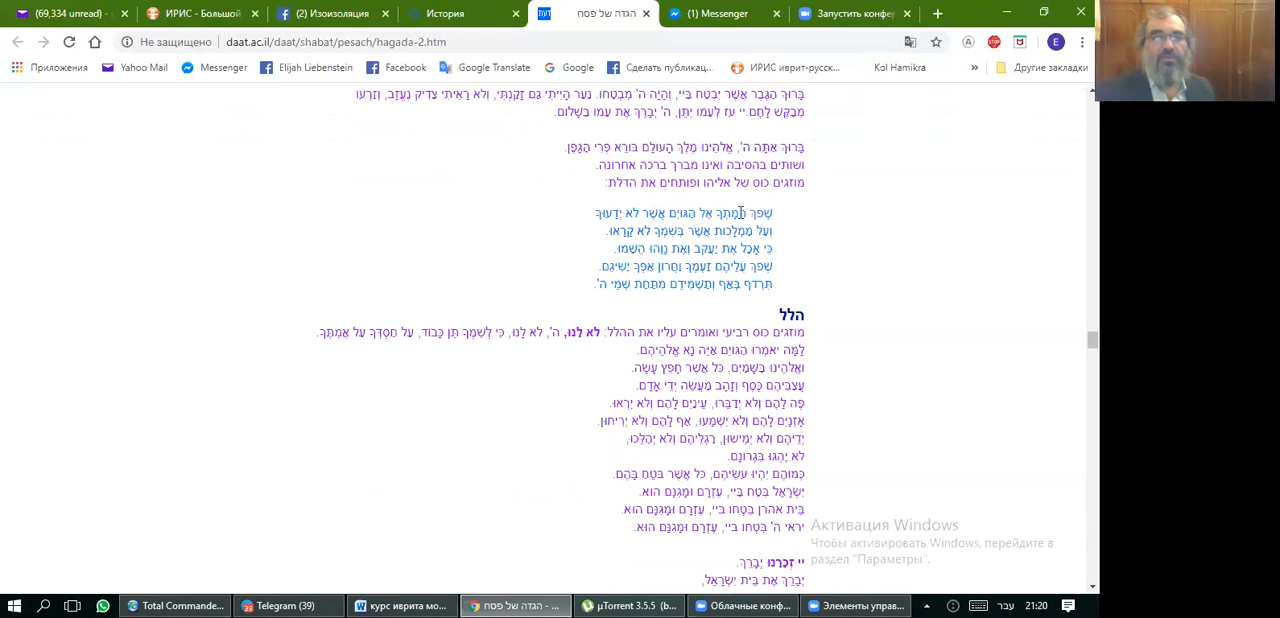 (69,334 unread) -
ИРИС - Большой
(2) Изоизоляция
История
הגדה של פסח
(1) Messenger
Запустить конфе
Не защищено
daat.ac.il/daat/shabat/pesach/hagada-2.htm
Приложения
Yahoo Mail
Messenger
Elijah Liebenstein
Facebook
Google Translate
Google
Сделать публикац...
ИРИС иврит-русск...
Kol Hamikra
»
Другие закладки
בָּרוּךְ הַגֶּבֶר אֲשֶׁר יִבְטַח בַּייָ, וְהָיָה ה' מִבְטַחוֹ. נַעַר הָיִיתִי גַם זָקַנְתִּי, וְלֹא רָאִיתִי צַדִּיק נֶעֱזָב, וְזַרְעוֹ
מְבַקֶּשׁ לָחֶם. יי עֹז לְעַמּוֹ יִתֵּן, ה' יְבָרֵךְ אֶת עַמּוֹ בַשָּׁלוֹם.
בָּרוּךְ אַתָּה ה', אֱלֹהֵינוּ מֶלֶךְ הָעוֹלָם בּוֹרֵא פְּרִי הַגָּפֶן.
ושותים בהסיבה ואינו מברך ברכה אחרונה.
מוזגים כוס של אליהו ופותחים את הדלת:
שְׁפֹךְ חֲמָתְךָ אֶל הַגּוֹיִם אֲשֶׁר לֹא יְדָעוּךָ
וְעַל מַמְלָכוֹת אֲשֶׁר בְּשִׁמְךָ לֹא קָרָאוּ.
כִּי אָכַל אֶת יַעֲקֹב וְאֶת נָוֵהוּ הֵשַׁמּוּ.
שְׁפֹךְ עֲלֵיהֶם זַעְמֶךָ וַחֲרוֹן אַפְּךָ יַשִּׂיגֵם.
תִּרְדֹּף בְּאַף וְתַשְׁמִידֵם מִתַּחַת שְׁמֵי ה'.
הלל
מוזגים כוס רביעי ואומרים עליו את ההלל: לֹא לָנוּ, ה', לֹא לָנוּ, כִּי לְשִׁמְךָ תֵּן כָּבוֹד, עַל חַסְדְּךָ עַל אֲמִתֶּךָ.
לָמָּה יֹאמְרוּ הַגּוֹיִם אַיֵּה נָא אֱלֹהֵיהֶם.
וֵאלֹהֵינוּ בַשָּׁמָיִם, כֹּל אֲשֶׁר חָפֵץ עָשָׂה.
עֲצַבֵּיהֶם כֶּסֶף וְזָהָב מַעֲשֵׂה יְדֵי אָדָם.
פֶּה לָהֶם וְלֹא יְדַבֵּרוּ, עֵינַיִם לָהֶם וְלֹא יִרְאוּ.
אָזְנַיִם לָהֶם וְלֹא יִשְׁמָעוּ, אַף לָהֶם וְלֹא יְרִיחוּן.
יְדֵיהֶם וְלֹא יְמִישׁוּן, רַגְלֵיהֶם וְלֹא יְהַלֵּכוּ,
לֹא יֶהְגּוּ בִּגְרוֹנָם.
כְּמוֹהֶם יִהְיוּ עֹשֵׂיהֶם, כֹּל אֲשֶׁר בֹּטֵחַ בָּהֶם.
יִשְׂרָאֵל בְּטַח בַּייָ, עֶזְרָם וּמָגִנָּם הוּא.
בֵּית אַהֲרֹן בִּטְחוּ בַיי, עֶזְרָם וּמָגִנָּם הוּא.
יִרְאֵי ה' בִּטְחוּ בַיי, עֶזְרָם וּמָגִנָּם הוּא.
יי זְכָרָנוּ יְבָרֵךְ.
יְבָרֵךְ אֶת בֵּית יִשְׂרָאֵל,
Активация Windows
Чтобы активировать Windows, перейдите в
раздел "Параметры".
Total Commande...
Telegram (39)
курс иврита мо...
הגדה של פסח - ...
µTorrent 3.5.5 (b...
Облачные конф...
Элементы управ...
עבר
21:20